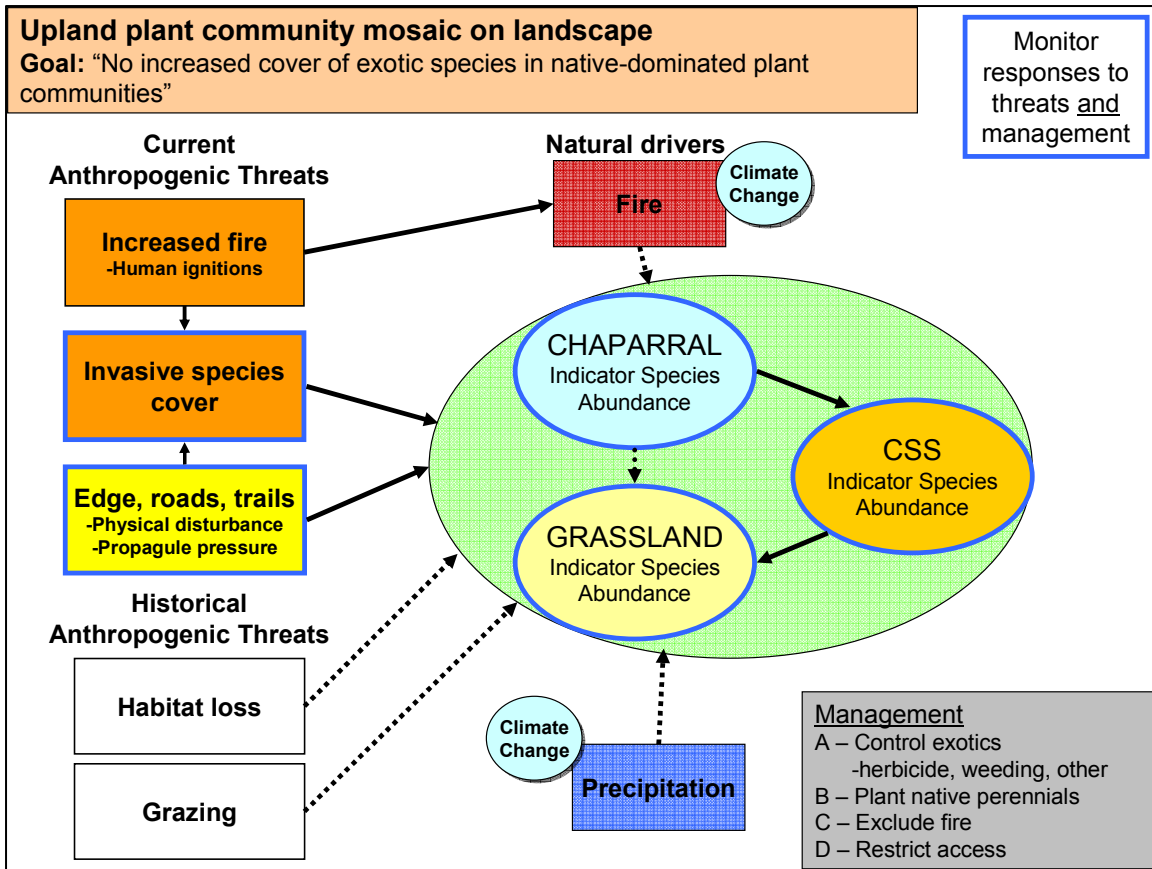 Upland plant community mosaic on landscape
Goal: “No increased cover of exotic species in native-dominated plant
communities”
Monitor
responses to
threats and
management
Current
Anthropogenic Threats
Natural drivers
Increased fire
-Human ignitions
Fire
Climate
Change
Invasive species
cover
Edge, roads, trails
-Physical disturbance
-Propagule pressure
CHAPARRAL
Indicator Species
Abundance
CSS
Indicator Species
Abundance
GRASSLAND
Indicator Species
Abundance
Historical
Anthropogenic Threats
Habitat loss
Grazing
Climate
Change
Precipitation
Management
A – Control exotics
-herbicide, weeding, other
B – Plant native perennials
C – Exclude fire
D – Restrict access